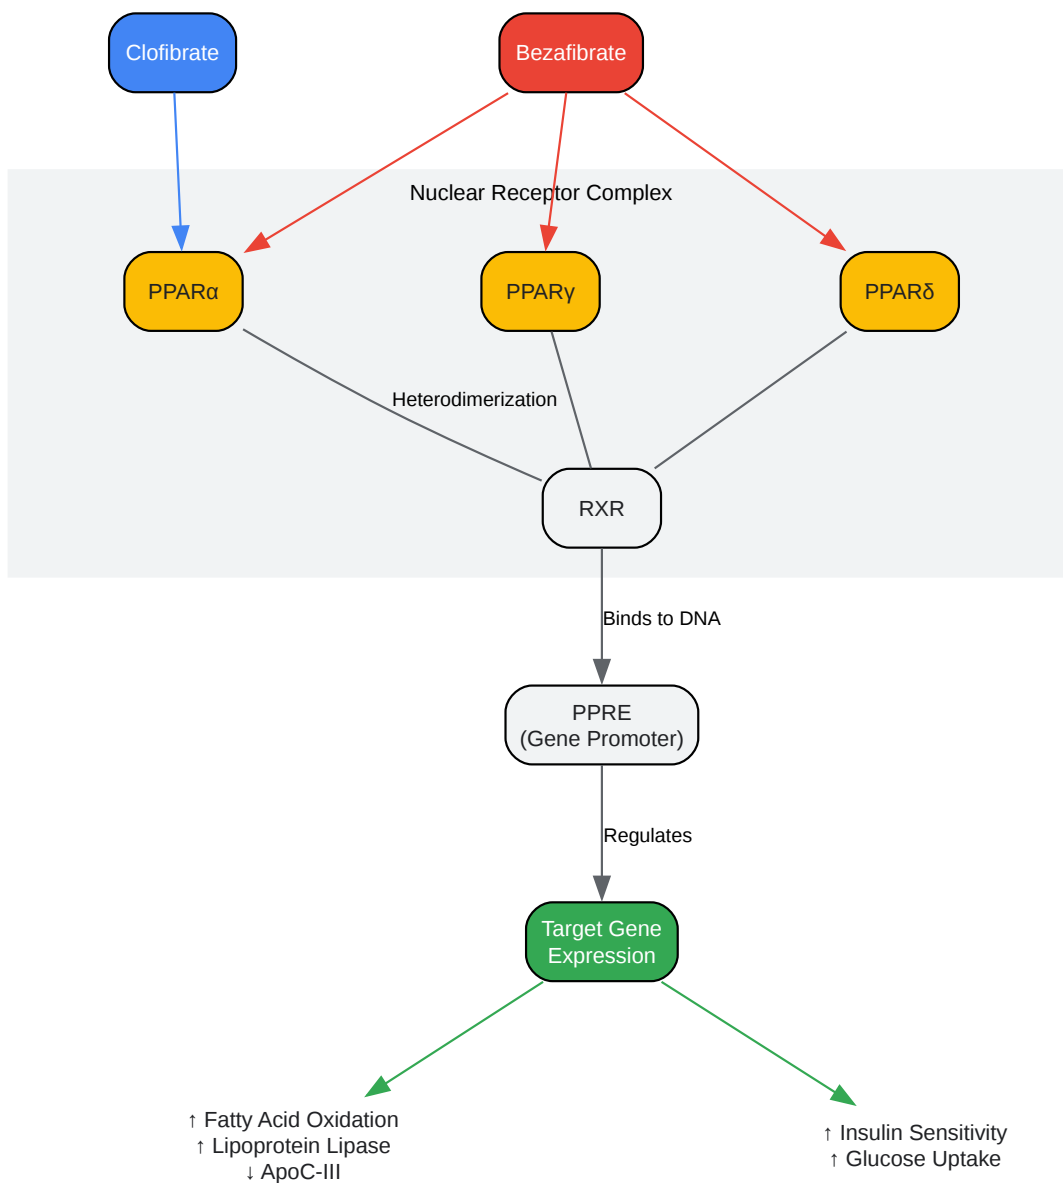 Clofibrate
Bezafibrate
Nuclear Receptor Complex
PPARα
PPARγ
PPARδ
Heterodimerization
RXR
Binds to DNA
PPRE
(Gene Promoter)
Regulates
Target Gene
Expression
↑ Fatty Acid Oxidation
↑ Lipoprotein Lipase
↓ ApoC-III
↑ Insulin Sensitivity
↑ Glucose Uptake